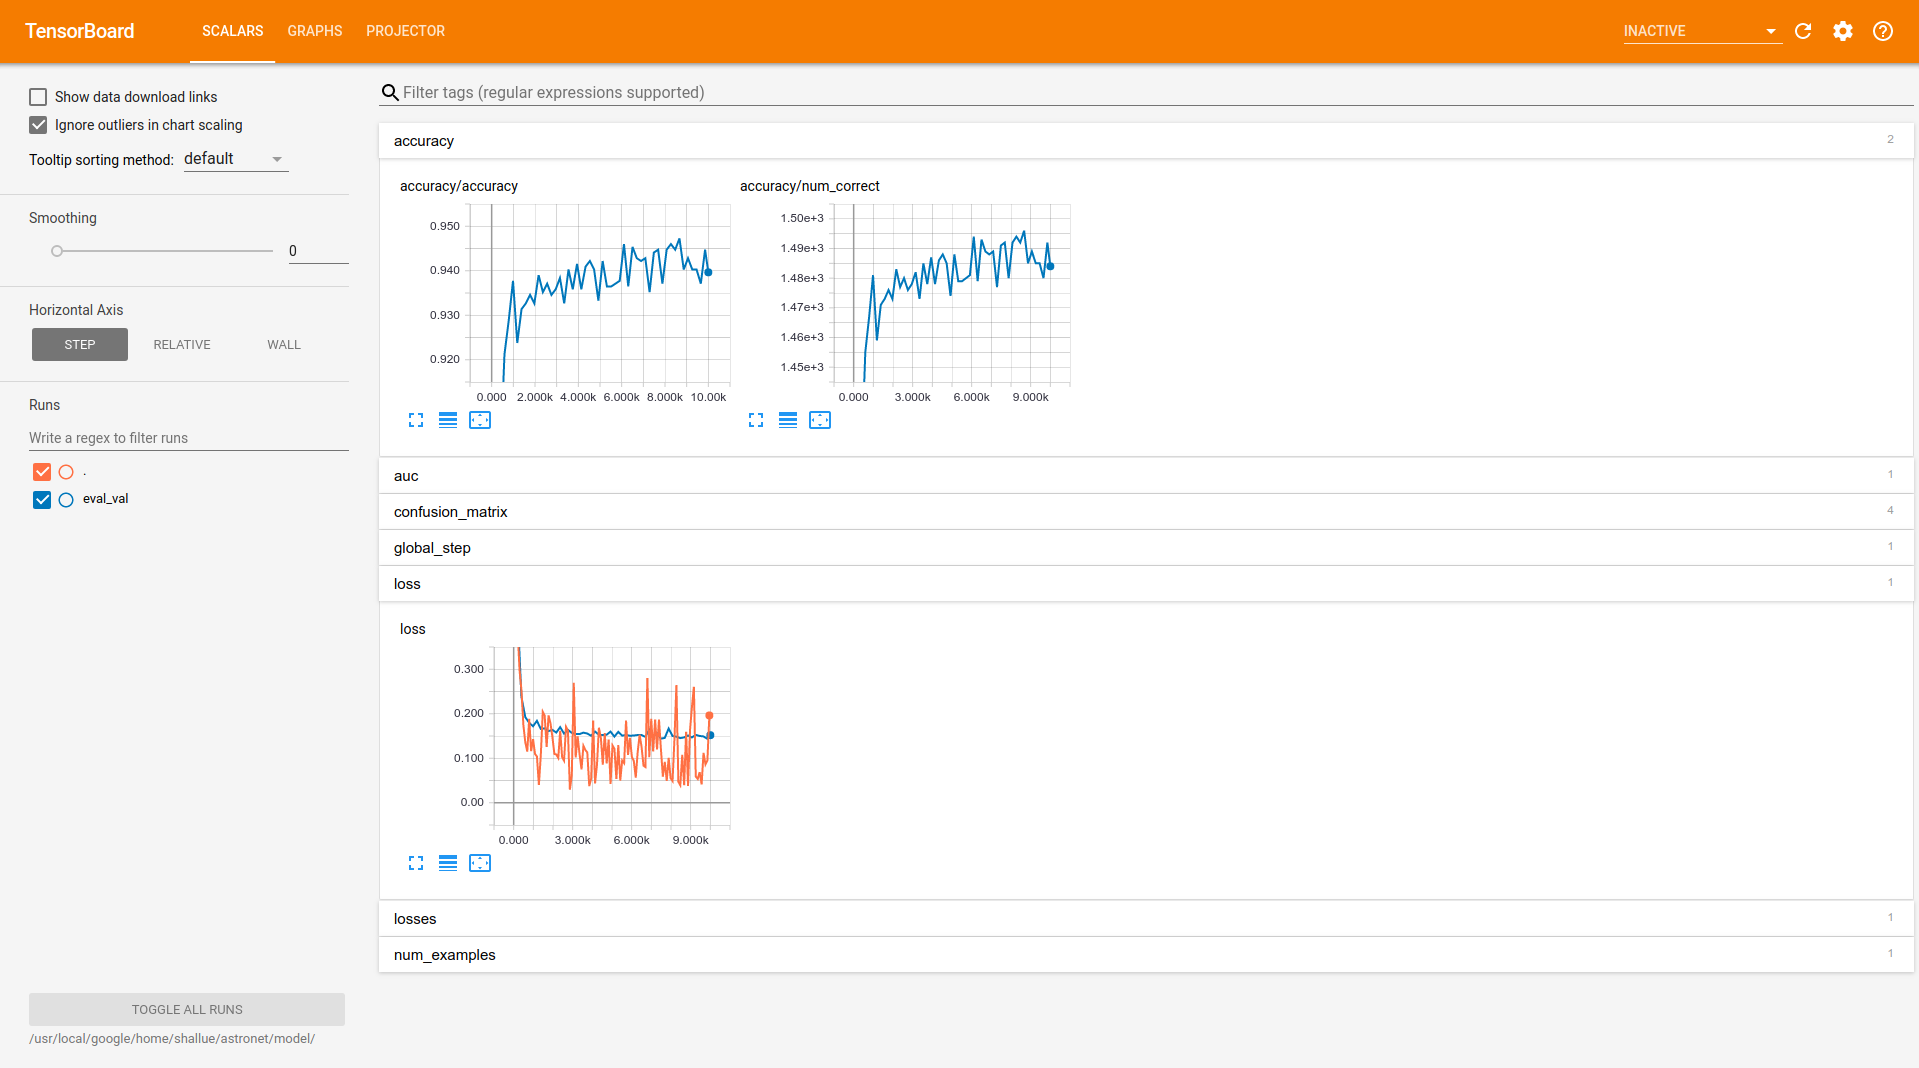 TensorBoard SCALARS GRAPHS PROJECTOR INACTIVE
Show data download links
Ignore outliers in chart scaling
Tooltip sorting method: default
Smoothing
0
Horizontal Axis
STEP RELATIVE WALL
Runs
Write a regex to filter runs
.
eval_val
TOGGLE ALL RUNS
/usr/local/google/home/shallue/astronet/model/
Filter tags (regular expressions supported)
accuracy 2
accuracy/accuracy
0.950
0.940
0.930
0.920
0.000 2.000k 4.000k 6.000k 8.000k 10.00k
accuracy/num_correct
1.50e+3
1.49e+3
1.48e+3
1.47e+3
1.46e+3
1.45e+3
0.000 3.000k 6.000k 9.000k
auc 1
confusion_matrix 4
global_step 1
loss 1
loss
0.300
0.200
0.100
0.00
0.000 3.000k 6.000k 9.000k
losses 1
num_examples 1